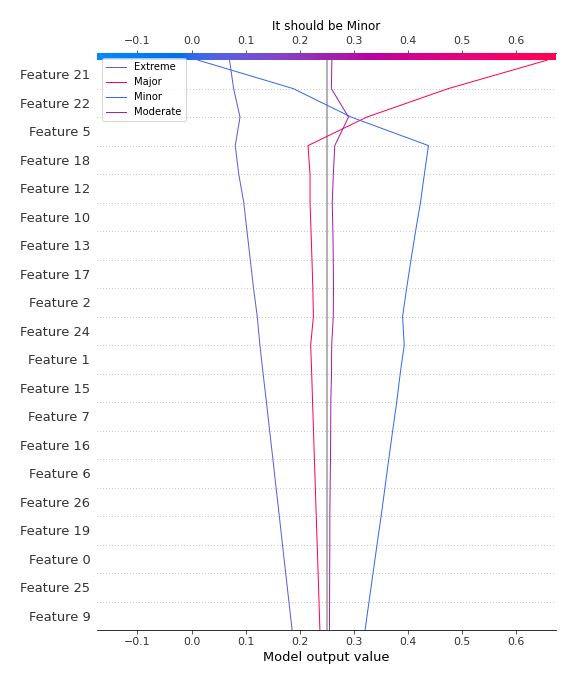 It should be Minor
−0.1 0.0 0.1 0.2 0.3 0.4 0.5 0.6
Extreme
Major
Minor
Moderate
Feature 21
Feature 22
Feature 5
Feature 18
Feature 12
Feature 10
Feature 13
Feature 17
Feature 2
Feature 24
Feature 1
Feature 15
Feature 7
Feature 16
Feature 6
Feature 26
Feature 19
Feature 0
Feature 25
Feature 9
−0.1 0.0 0.1 0.2 0.3 0.4 0.5 0.6
Model output value